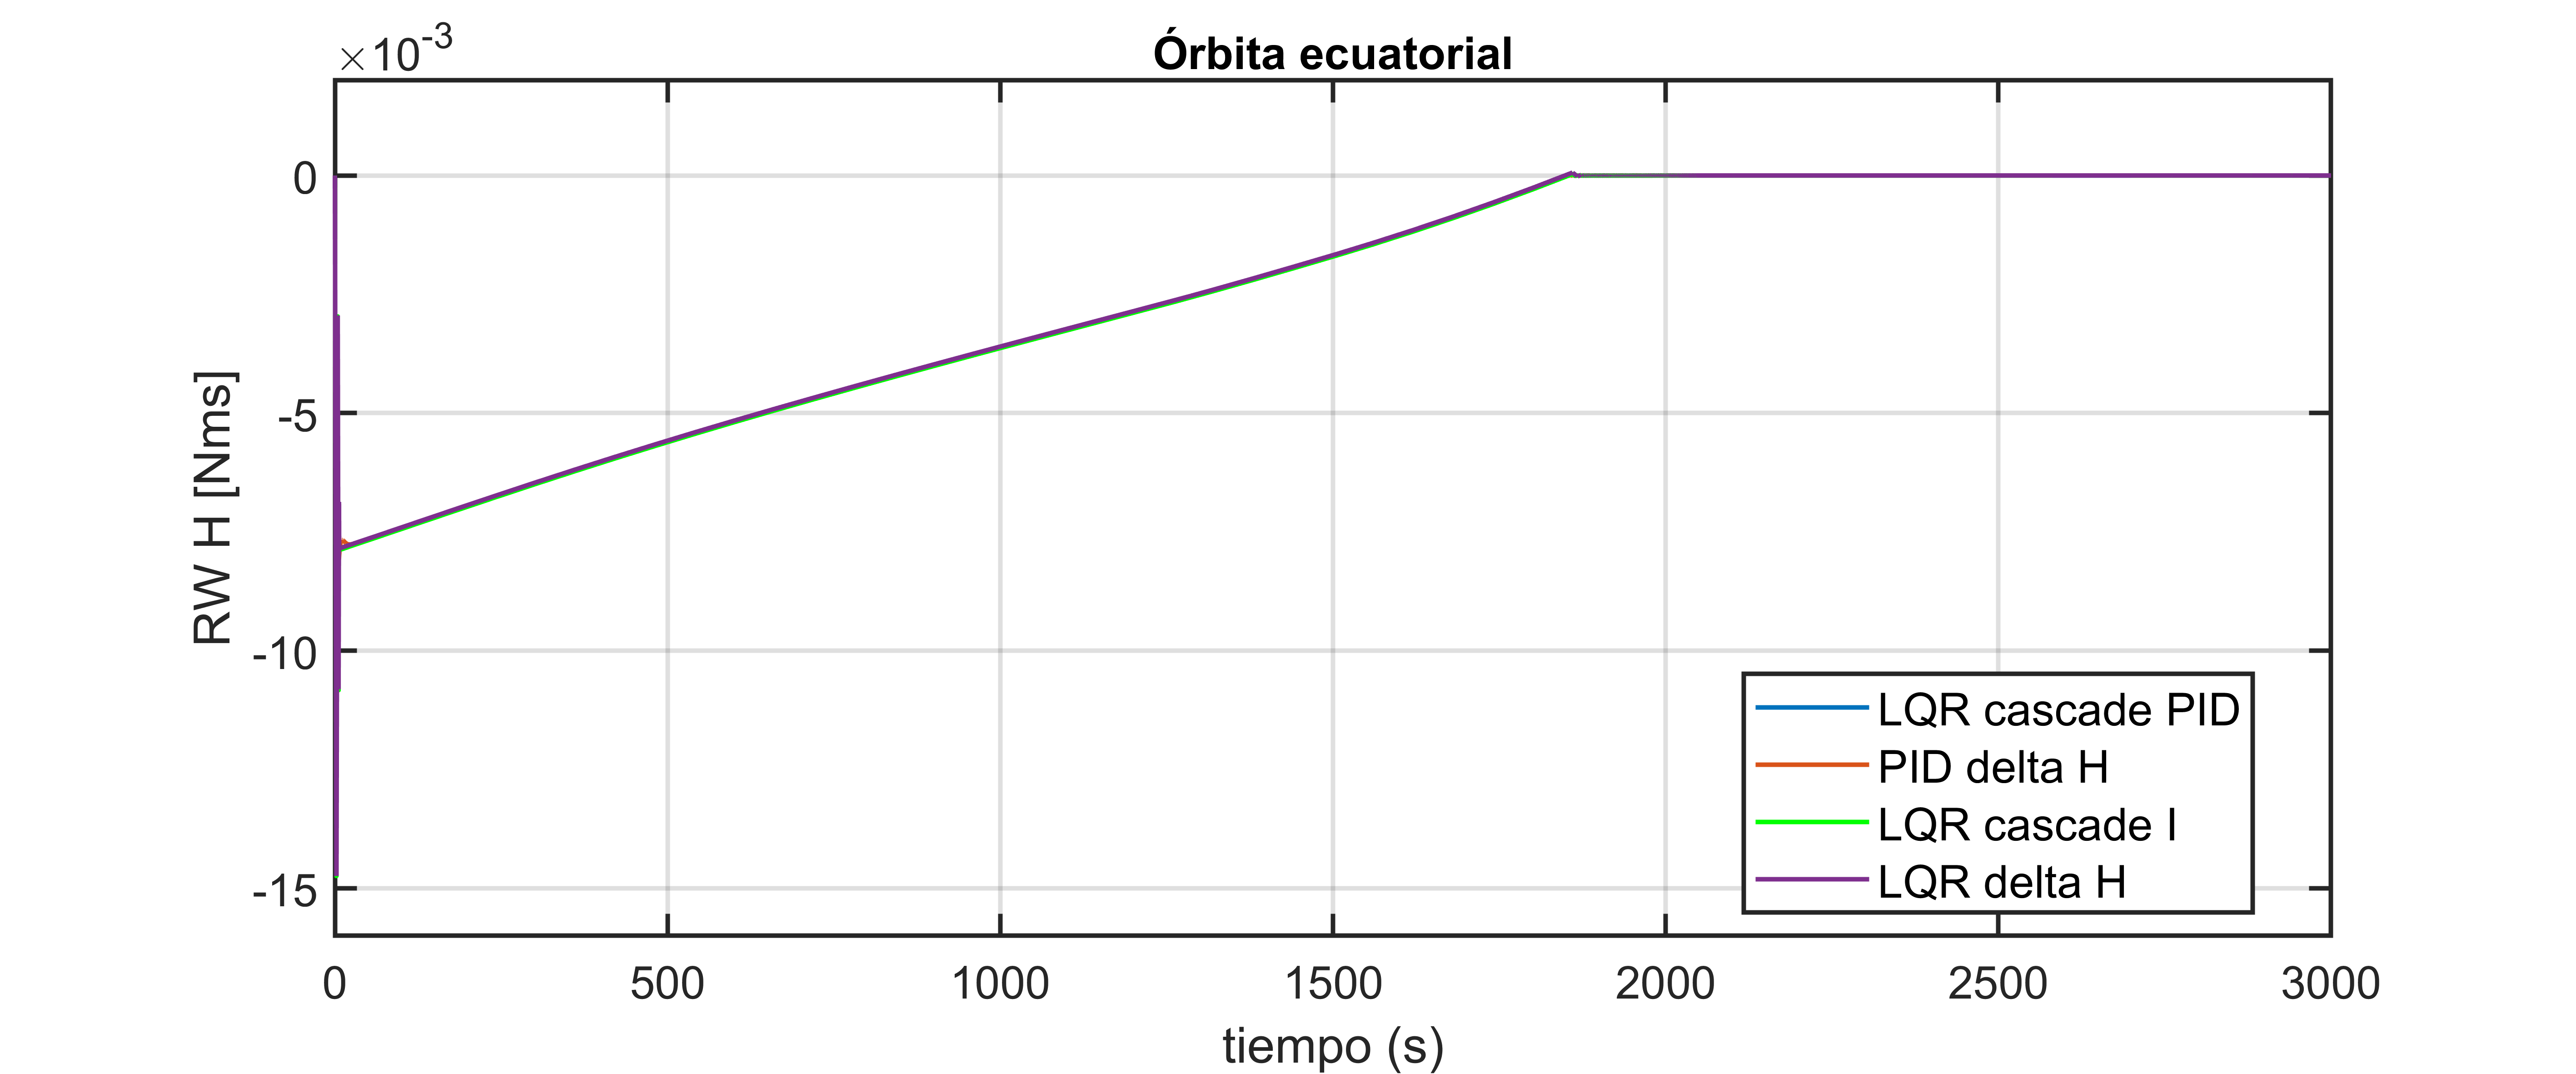 ×10-3
Órbita ecuatorial
RW H [Nms]
0
-5
-10
-15
0 500 1000 1500 2000 2500 3000
tiempo (s)
LQR cascade PID
PID delta H
LQR cascade I
LQR delta H